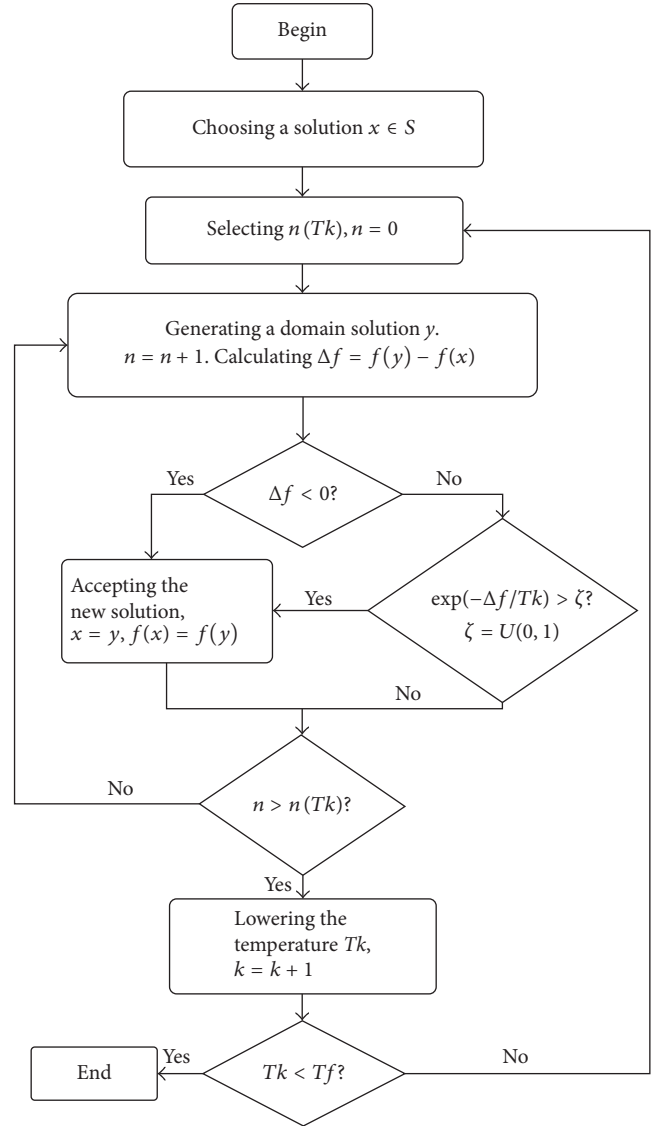 Begin
Choosing a solution x ∈ S
Selecting n(Tk), n = 0
Generating a domain solution y.
n = n + 1. Calculating Δf = f(y) − f(x)
Yes
Δf < 0?
No
Accepting the
new solution,
x = y, f(x) = f(y)
Yes
exp(−Δf/Tk) > ζ?
ζ = U(0, 1)
No
No
n > n(Tk)?
Yes
Lowering the
temperature Tk,
k = k + 1
End
Yes
Tk < Tf?
No